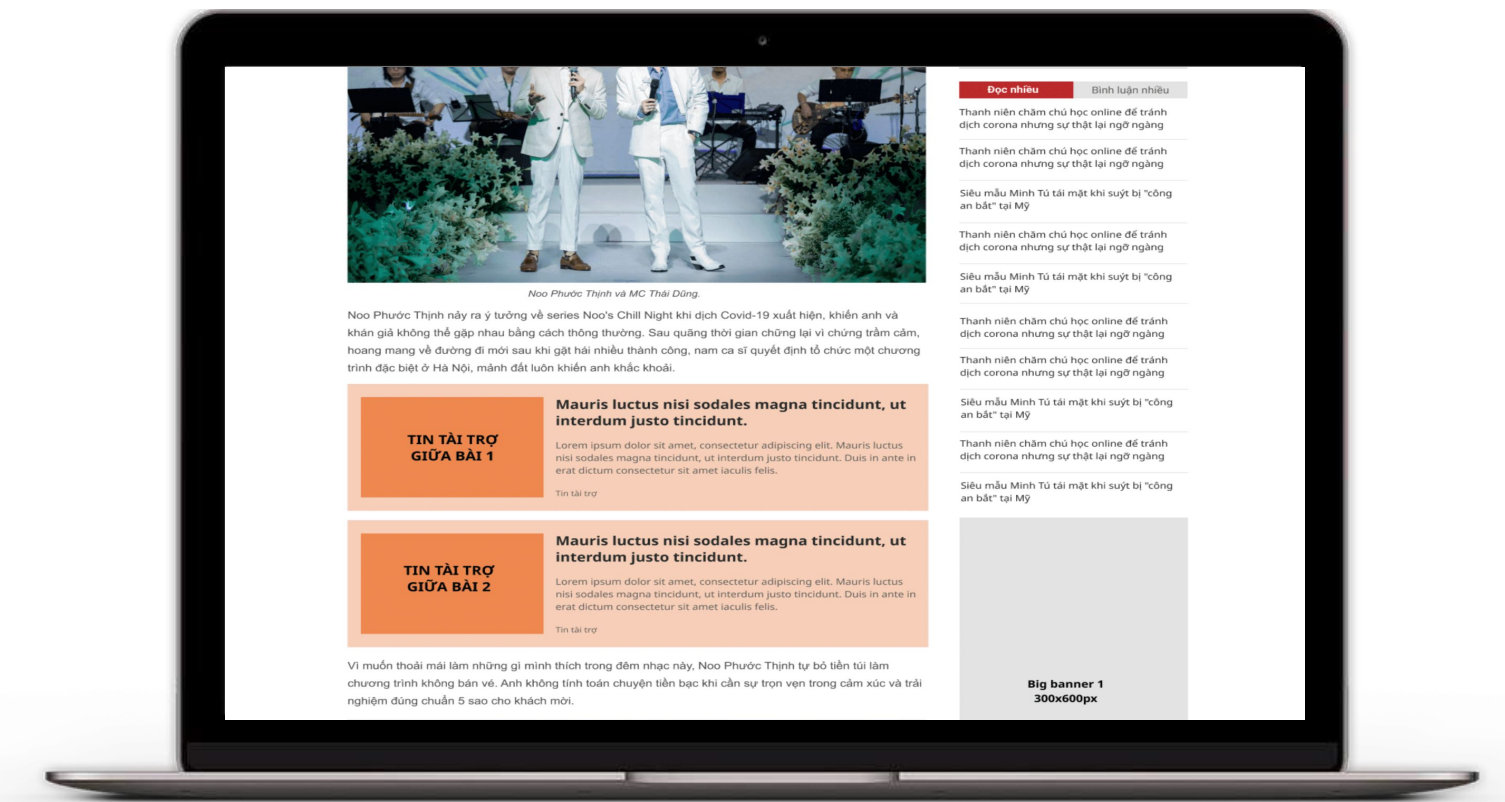 Noo Phước Thịnh và MC Thái Dũng.
Noo Phước Thịnh nảy ra ý tưởng về series Noo's Chill Night khi dịch Covid-19 xuất hiện, khiến anh và
khán giả không thể gặp nhau bằng cách thông thường. Sau quãng thời gian chững lại vì chứng trầm cảm,
hoang mang về đường đi mới sau khi gặt hái nhiều thành công, nam ca sĩ quyết định tổ chức một chương
trình đặc biệt ở Hà Nội, mảnh đất luôn khiến anh khắc khoải.
TIN TÀI TRỢ
GIỮA BÀI 1
Mauris luctus nisi sodales magna tincidunt, ut
interdum justo tincidunt.
Lorem ipsum dolor sit amet, consectetur adipiscing elit. Mauris luctus
nisi sodales magna tincidunt, ut interdum justo tincidunt. Duis in ante in
erat dictum consectetur sit amet iaculis felis.
Tin tài trợ
TIN TÀI TRỢ
GIỮA BÀI 2
Mauris luctus nisi sodales magna tincidunt, ut
interdum justo tincidunt.
Lorem ipsum dolor sit amet, consectetur adipiscing elit. Mauris luctus
nisi sodales magna tincidunt, ut interdum justo tincidunt. Duis in ante in
erat dictum consectetur sit amet iaculis felis.
Tin tài trợ
Vì muốn thoải mái làm những gì mình thích trong đêm nhạc này, Noo Phước Thịnh tự bỏ tiền túi làm
chương trình không bán vé. Anh không tính toán chuyện tiền bạc khi cần sự trọn vẹn trong cảm xúc và trải
nghiệm đúng chuẩn 5 sao cho khách mời.
Đọc nhiều
Bình luận nhiều
Thanh niên chăm chú học online để tránh
dịch corona nhưng sự thật lại ngỡ ngàng
Thanh niên chăm chú học online để tránh
dịch corona nhưng sự thật lại ngỡ ngàng
Siêu mẫu Minh Tú tái mặt khi suýt bị "công
an bắt" tại Mỹ
Thanh niên chăm chú học online để tránh
dịch corona nhưng sự thật lại ngỡ ngàng
Siêu mẫu Minh Tú tái mặt khi suýt bị "công
an bắt" tại Mỹ
Thanh niên chăm chú học online để tránh
dịch corona nhưng sự thật lại ngỡ ngàng
Thanh niên chăm chú học online để tránh
dịch corona nhưng sự thật lại ngỡ ngàng
Siêu mẫu Minh Tú tái mặt khi suýt bị "công
an bắt" tại Mỹ
Thanh niên chăm chú học online để tránh
dịch corona nhưng sự thật lại ngỡ ngàng
Siêu mẫu Minh Tú tái mặt khi suýt bị "công
an bắt" tại Mỹ
Big banner 1
300x600px